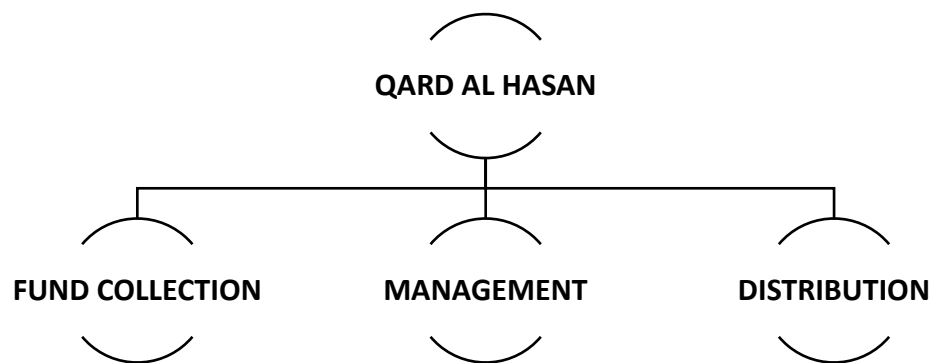 QARD AL HASAN
FUND COLLECTION
MANAGEMENT
DISTRIBUTION